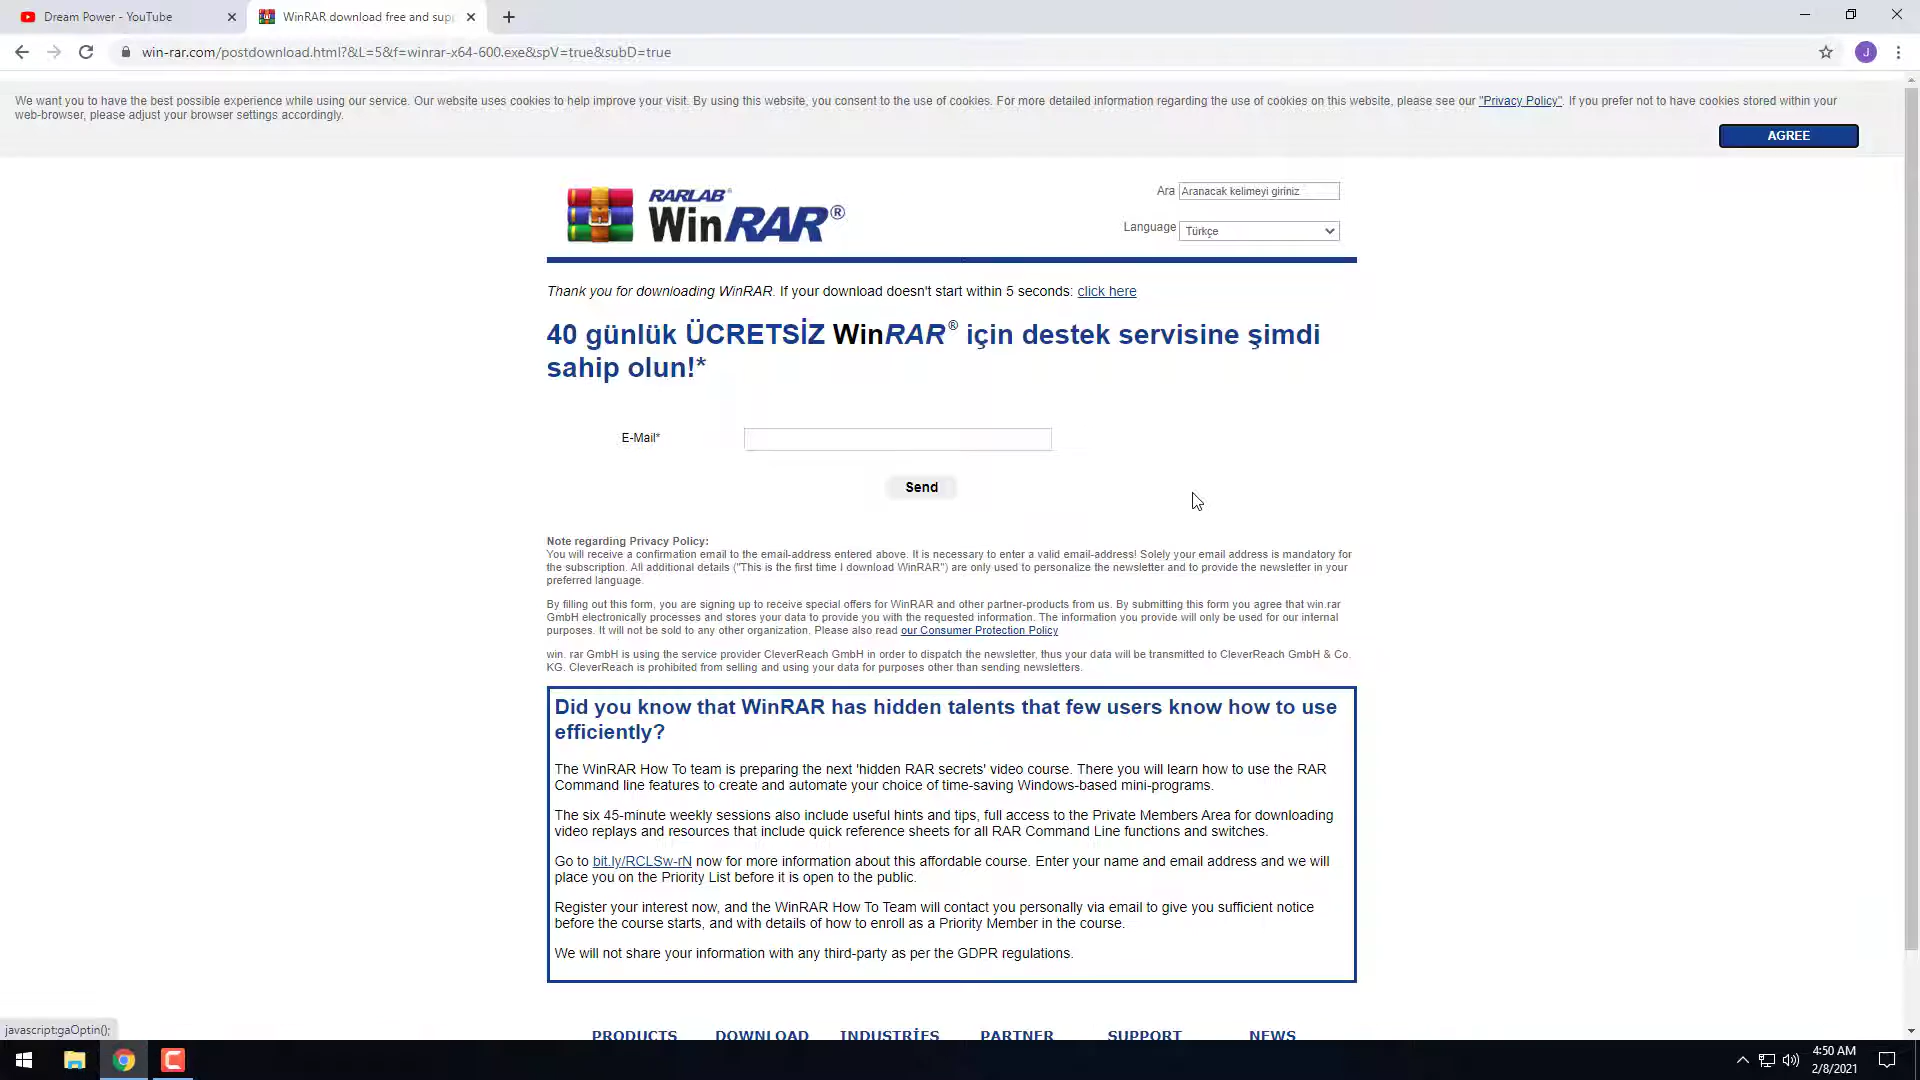 Dream Power - YouTube
WinRAR download free and supp
win-rar.com/postdownload.html?&L=5&f=winrar-x64-600.exe&spV=true&subD=true
J
We want you to have the best possible experience while using our service. Our website uses cookies to help improve your visit. By using this website, you consent to the use of cookies. For more detailed information regarding the use of cookies on this website, please see our "Privacy Policy". If you prefer not to have cookies stored within your
web-browser, please adjust your browser settings accordingly.
AGREE
RARLAB®
WinRAR®
Ara Aranacak kelimeyi giriniz
Language Türkçe
Thank you for downloading WinRAR. If your download doesn't start within 5 seconds: click here
40 günlük ÜCRETSİZ WinRAR® için destek servisine şimdi
sahip olun!*
E-Mail*
Send
Note regarding Privacy Policy:
You will receive a confirmation email to the email-address entered above. It is necessary to enter a valid email-address! Solely your email address is mandatory for
the subscription. All additional details ("This is the first time I download WinRAR") are only used to personalize the newsletter and to provide the newsletter in your
preferred language.
By filling out this form, you are signing up to receive special offers for WinRAR and other partner-products from us. By submitting this form you agree that win.rar
GmbH electronically processes and stores your data to provide you with the requested information. The information you provide will only be used for our internal
purposes. It will not be sold to any other organization. Please also read our Consumer Protection Policy
win. rar GmbH is using the service provider CleverReach GmbH in order to dispatch the newsletter, thus your data will be transmitted to CleverReach GmbH & Co.
KG. CleverReach is prohibited from selling and using your data for purposes other than sending newsletters.
Did you know that WinRAR has hidden talents that few users know how to use
efficiently?
The WinRAR How To team is preparing the next 'hidden RAR secrets' video course. There you will learn how to use the RAR
Command line features to create and automate your choice of time-saving Windows-based mini-programs.
The six 45-minute weekly sessions also include useful hints and tips, full access to the Private Members Area for downloading
video replays and resources that include quick reference sheets for all RAR Command Line functions and switches.
Go to bit.ly/RCLSw-rN now for more information about this affordable course. Enter your name and email address and we will
place you on the Priority List before it is open to the public.
Register your interest now, and the WinRAR How To Team will contact you personally via email to give you sufficient notice
before the course starts, and with details of how to enroll as a Priority Member in the course.
We will not share your information with any third-party as per the GDPR regulations.
javascript:gaOptin();
PRODUCTS DOWNLOAD INDUSTRİES PARTNER SUPPORT NEWS
4:50 AM
2/8/2021